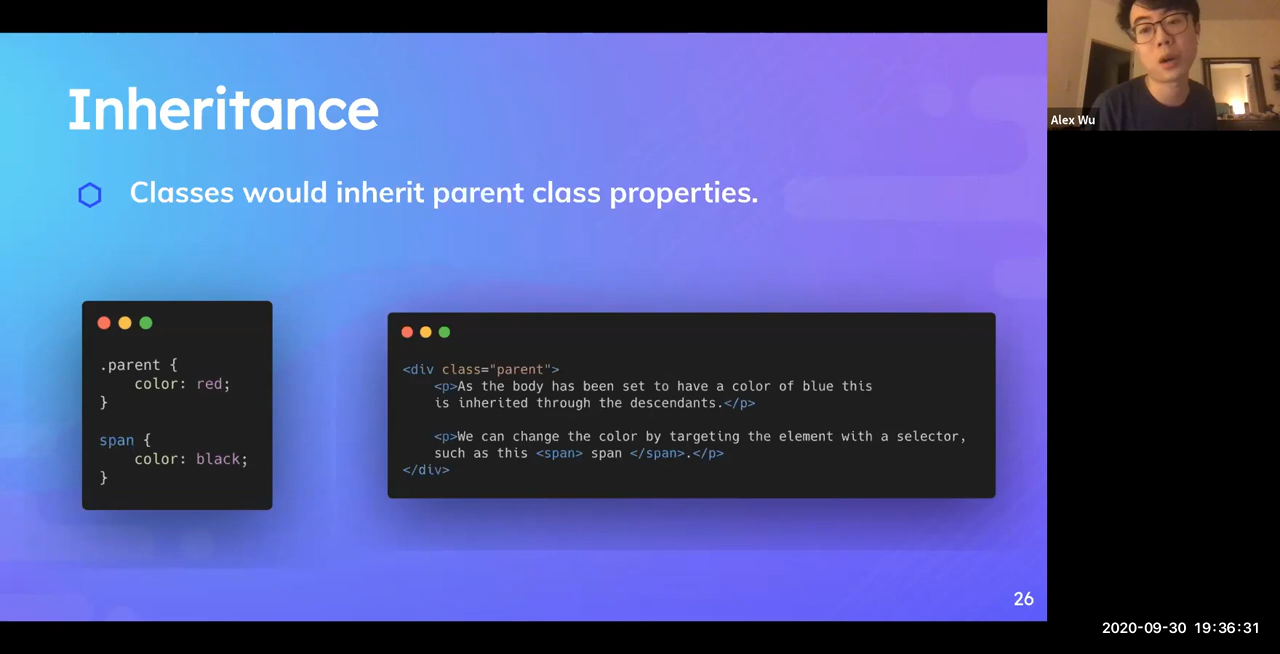 Inheritance
Classes would inherit parent class properties.
.parent {
    color: red;
}
span {
    color: black;
}
<div class="parent">
    <p>As the body has been set to have a color of blue this
    is inherited through the descendants.</p>
    <p>We can change the color by targeting the element with a selector,
    such as this <span> span </span>.</p>
</div>
26
Alex Wu
2020-09-30 19:36:31